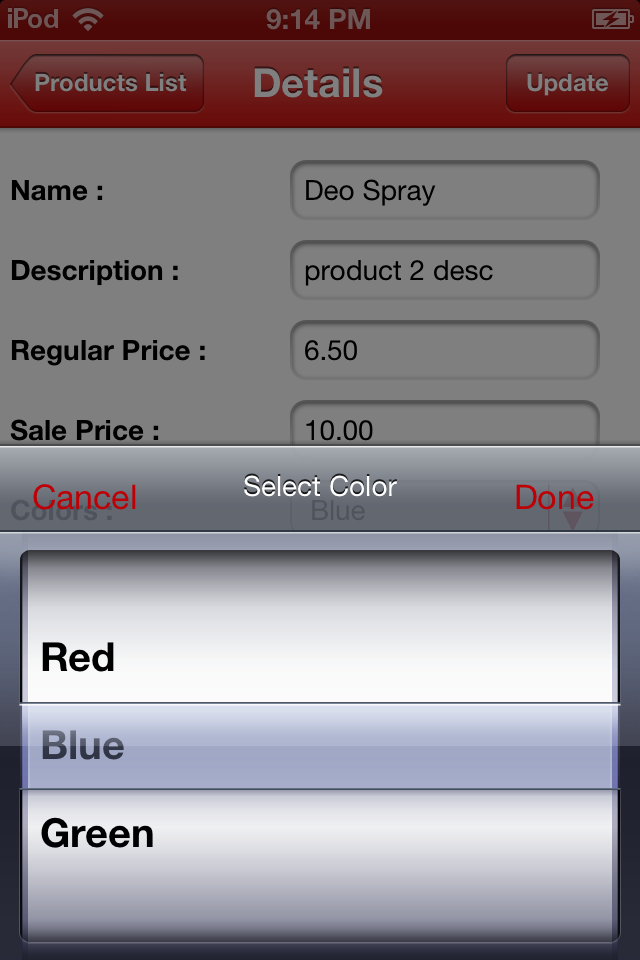 iPod 9:14 PM
Products List Details Update
Name : Deo Spray
Description : product 2 desc
Regular Price : 6.50
Sale Price : 10.00
Cancel Select Color Done
Colors : Blue
Red
Blue
Green